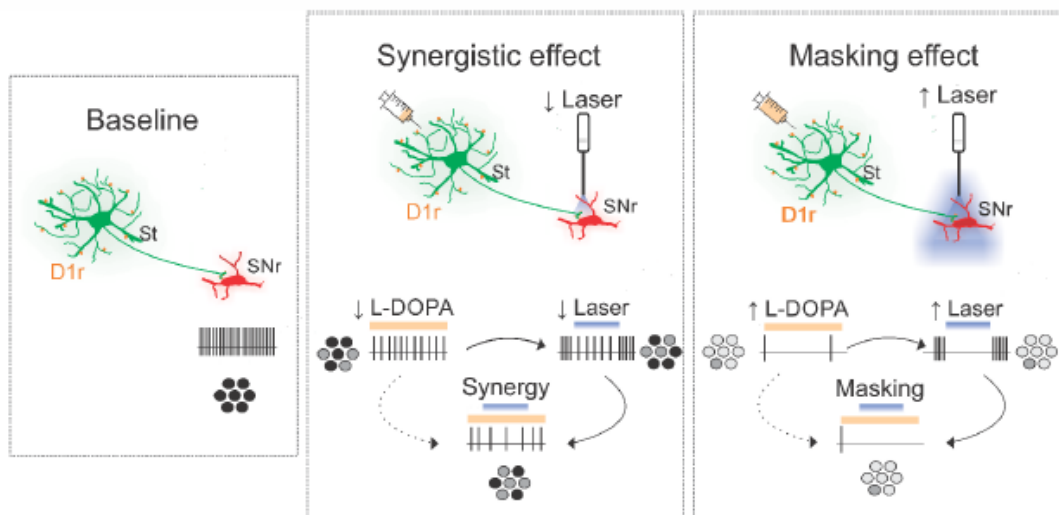 Baseline
St
D1r
SNr
Synergistic effect
↓ Laser
St
D1r
SNr
↓ L-DOPA
↓ Laser
Synergy
Masking effect
↑ Laser
St
D1r
SNr
↑ L-DOPA
↑ Laser
Masking